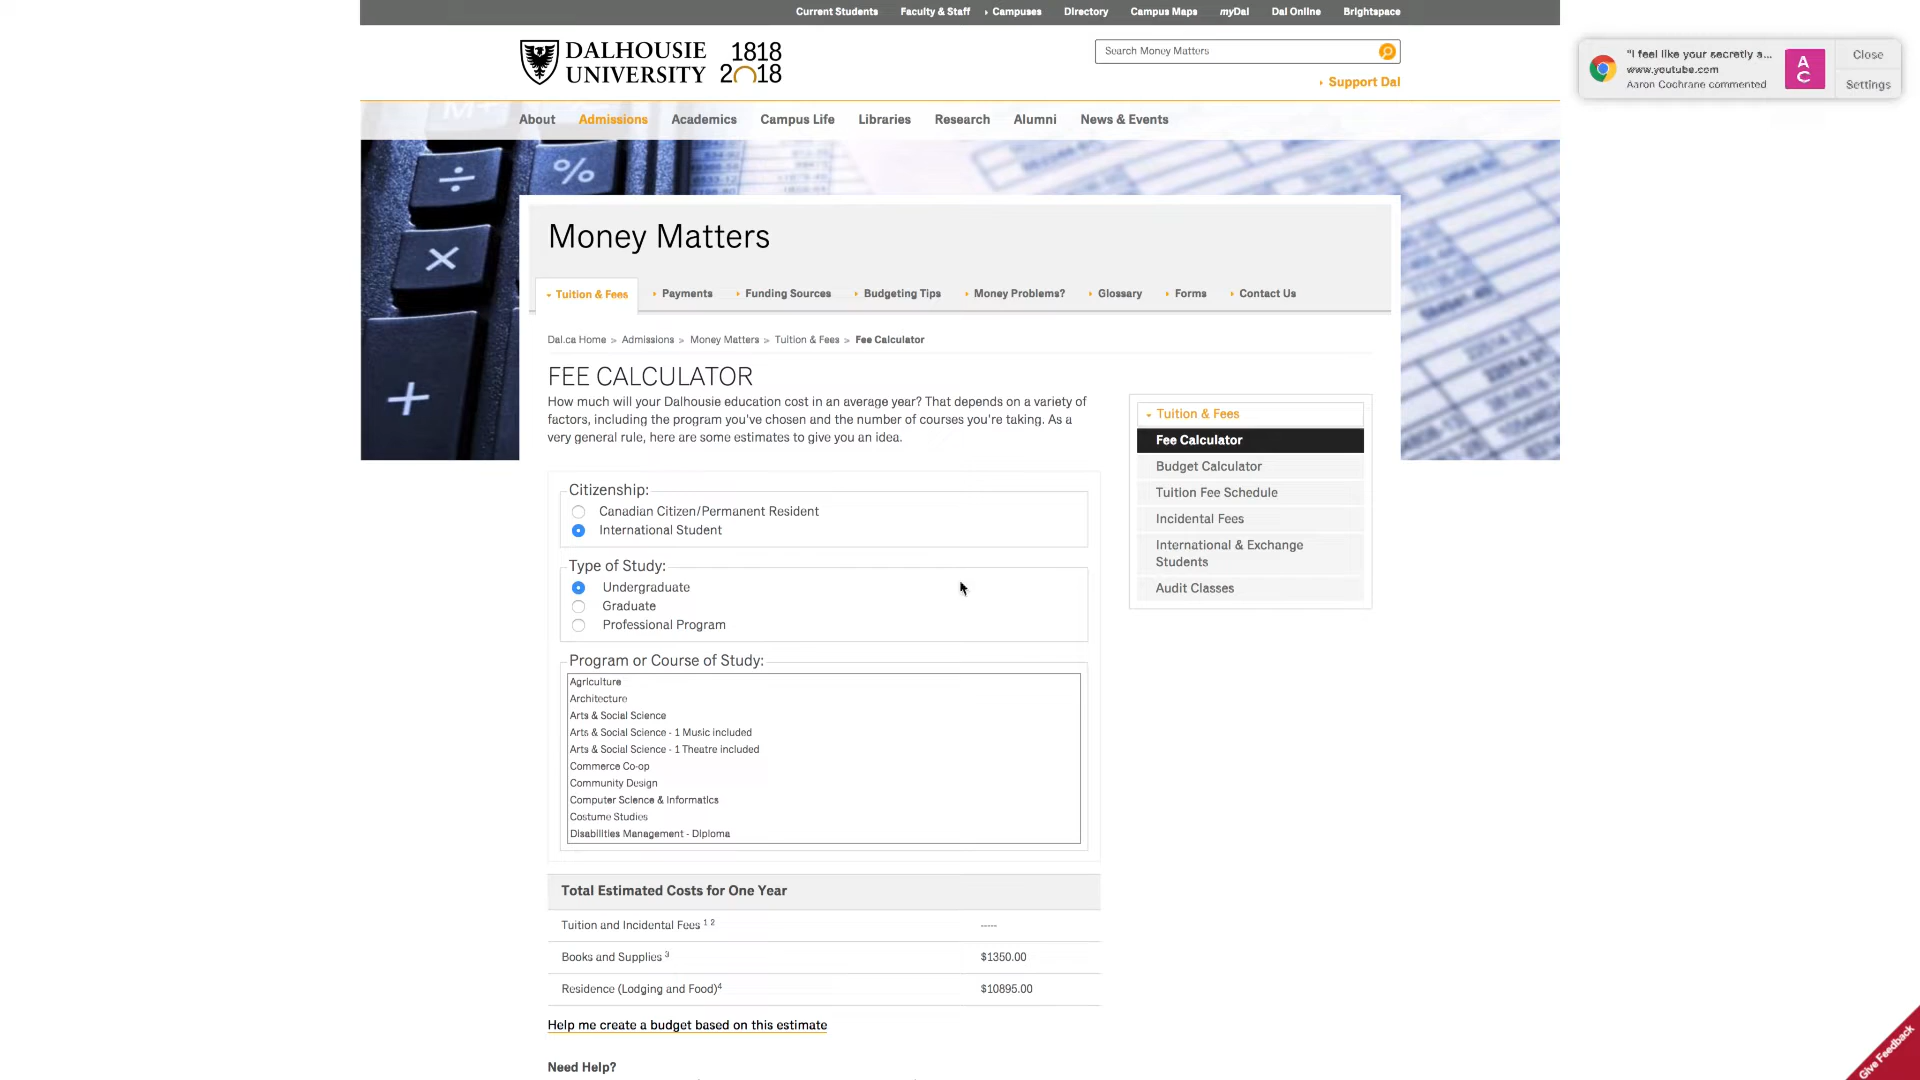 Current Students Faculty & Staff Campuses Directory Campus Maps myDal Dal Online Brightspace
DALHOUSIE UNIVERSITY 1818 2018
Search Money Matters
Support Dal
"I feel like your secretly a...
www.youtube.com
Aaron Cochrane commented
A C
Close
Settings
About Admissions Academics Campus Life Libraries Research Alumni News & Events
Money Matters
Tuition & Fees Payments Funding Sources Budgeting Tips Money Problems? Glossary Forms Contact Us
Dal.ca Home > Admissions > Money Matters > Tuition & Fees > Fee Calculator
FEE CALCULATOR
How much will your Dalhousie education cost in an average year? That depends on a variety of
factors, including the program you've chosen and the number of courses you're taking. As a
very general rule, here are some estimates to give you an idea.
Citizenship:
Canadian Citizen/Permanent Resident
International Student
Type of Study:
Undergraduate
Graduate
Professional Program
Program or Course of Study:
Agriculture
Architecture
Arts & Social Science
Arts & Social Science - 1 Music included
Arts & Social Science - 1 Theatre included
Commerce Co-op
Community Design
Computer Science & Informatics
Costume Studies
Disabilities Management - Diploma
Total Estimated Costs for One Year
Tuition and Incidental Fees 1 2 -----
Books and Supplies 3 $1350.00
Residence (Lodging and Food)4 $10895.00
Help me create a budget based on this estimate
Need Help?
Tuition & Fees
Fee Calculator
Budget Calculator
Tuition Fee Schedule
Incidental Fees
International & Exchange
Students
Audit Classes
Give Feedback